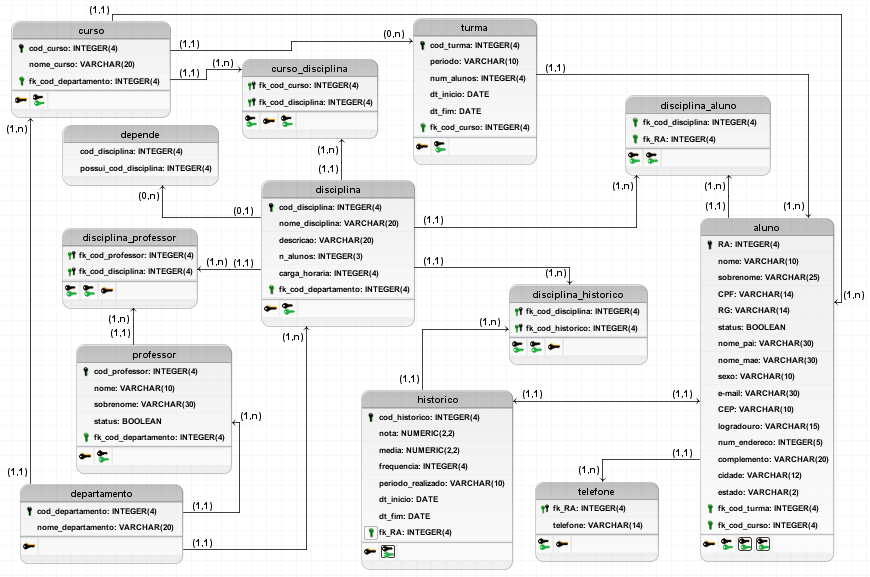 (1,1)
curso
cod_curso: INTEGER(4)
nome_curso: VARCHAR(20)
fk_cod_departamento: INTEGER(4)
(1,1)
(0,n)
(1,1)
(1,n)
(1,n)
curso_disciplina
fk_cod_curso: INTEGER(4)
fk_cod_disciplina: INTEGER(4)
(1,n)
(1,1)
turma
cod_turma: INTEGER(4)
periodo: VARCHAR(10)
num_alunos: INTEGER(4)
dt_inicio: DATE
dt_fim: DATE
fk_cod_curso: INTEGER(4)
(1,1)
disciplina_aluno
fk_cod_disciplina: INTEGER(4)
fk_RA: INTEGER(4)
(1,n)
(1,n)
(1,1)
(1,n)
depende
cod_disciplina: INTEGER(4)
possui_cod_disciplina: INTEGER(4)
(0,n)
(0,1)
disciplina
cod_disciplina: INTEGER(4)
nome_disciplina: VARCHAR(20)
descricao: VARCHAR(20)
n_alunos: INTEGER(3)
carga_horaria: INTEGER(4)
fk_cod_departamento: INTEGER(4)
(1,1)
(1,1)
(1,n)
(1,n)
disciplina_professor
fk_cod_professor: INTEGER(4)
fk_cod_disciplina: INTEGER(4)
(1,n)
(1,1)
(1,n)
(1,1)
disciplina_historico
fk_cod_disciplina: INTEGER(4)
fk_cod_historico: INTEGER(4)
(1,n)
(1,1)
professor
cod_professor: INTEGER(4)
nome: VARCHAR(10)
sobrenome: VARCHAR(30)
status: BOOLEAN
fk_cod_departamento: INTEGER(4)
(1,n)
historico
cod_historico: INTEGER(4)
nota: NUMERIC(2,2)
media: NUMERIC(2,2)
frequencia: INTEGER(4)
periodo_realizado: VARCHAR(10)
dt_inicio: DATE
dt_fim: DATE
fk_RA: INTEGER(4)
(1,1)
(1,1)
aluno
RA: INTEGER(4)
nome: VARCHAR(10)
sobrenome: VARCHAR(25)
CPF: VARCHAR(14)
RG: VARCHAR(14)
status: BOOLEAN
nome_pai: VARCHAR(30)
nome_mae: VARCHAR(30)
sexo: VARCHAR(10)
e-mail: VARCHAR(30)
CEP: VARCHAR(10)
logradouro: VARCHAR(15)
num_endereco: INTEGER(5)
complemento: VARCHAR(20)
cidade: VARCHAR(12)
estado: VARCHAR(2)
fk_cod_turma: INTEGER(4)
fk_cod_curso: INTEGER(4)
(1,n)
(1,1)
(1,n)
telefone
fk_RA: INTEGER(4)
telefone: VARCHAR(14)
(1,1)
departamento
cod_departamento: INTEGER(4)
nome_departamento: VARCHAR(20)
(1,1)
(1,1)